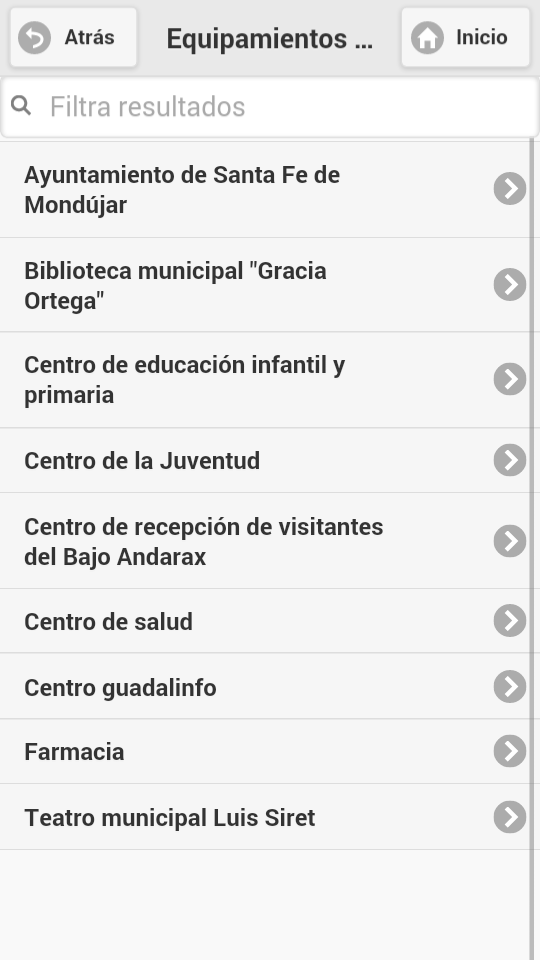 Atrás
Equipamientos ...
Inicio
Filtra resultados
Ayuntamiento de Santa Fe de
Mondújar
Biblioteca municipal "Gracia
Ortega"
Centro de educación infantil y
primaria
Centro de la Juventud
Centro de recepción de visitantes
del Bajo Andarax
Centro de salud
Centro guadalinfo
Farmacia
Teatro municipal Luis Siret